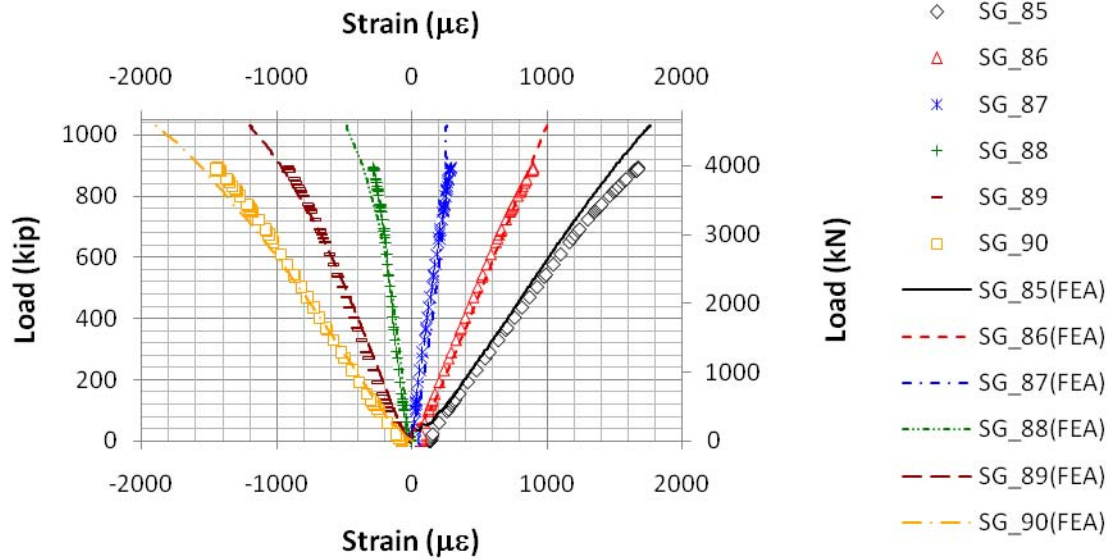 Strain (µε)
-2000 -1000 0 1000 2000
1000
800
600
400
200
0
Load (kip)
4000
3000
2000
1000
0
Load (kN)
-2000 -1000 0 1000 2000
Strain (µε)
SG_85
SG_86
SG_87
SG_88
SG_89
SG_90
SG_85(FEA)
SG_86(FEA)
SG_87(FEA)
SG_88(FEA)
SG_89(FEA)
SG_90(FEA)